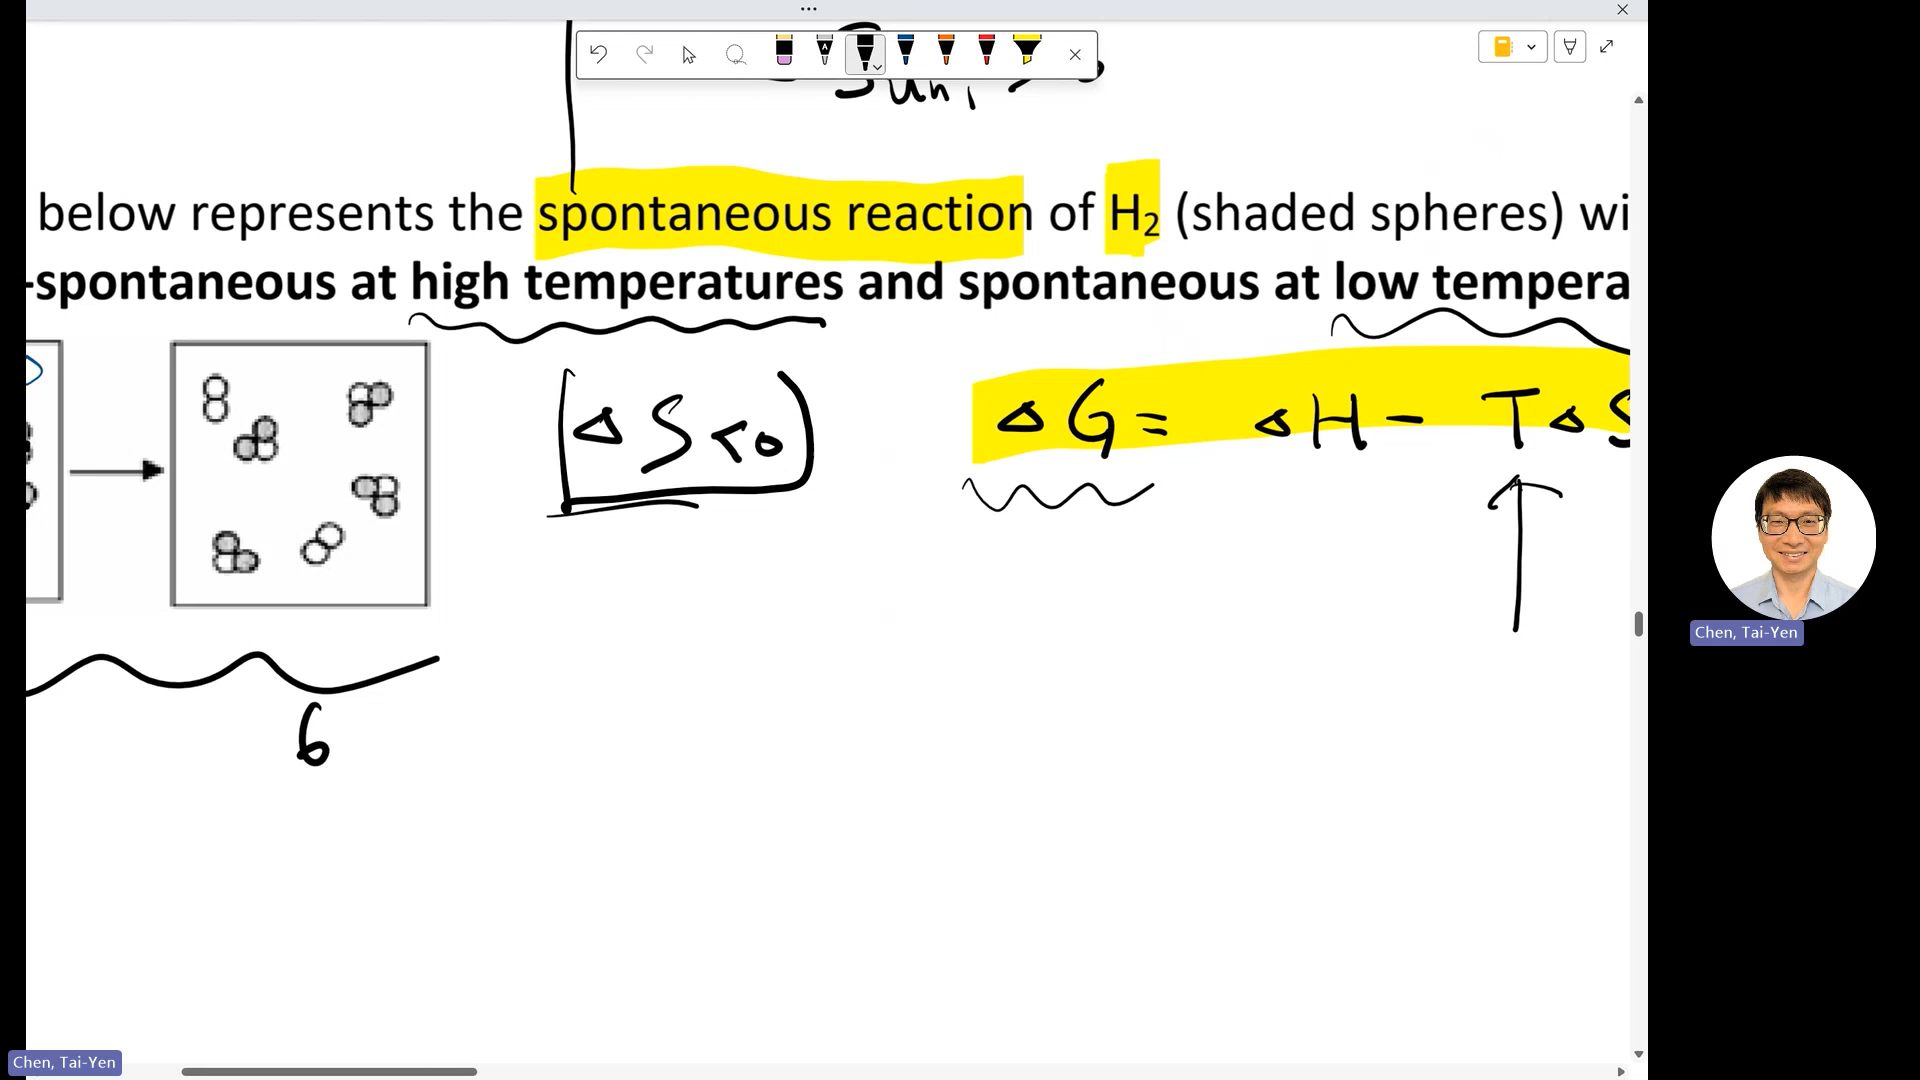 Sun,
below represents the spontaneous reaction of H₂ (shaded spheres) wi
-spontaneous at high temperatures and spontaneous at low tempera
ΔS<0
ΔG = ΔH - TΔS
6
Chen, Tai-Yen
Chen, Tai-Yen